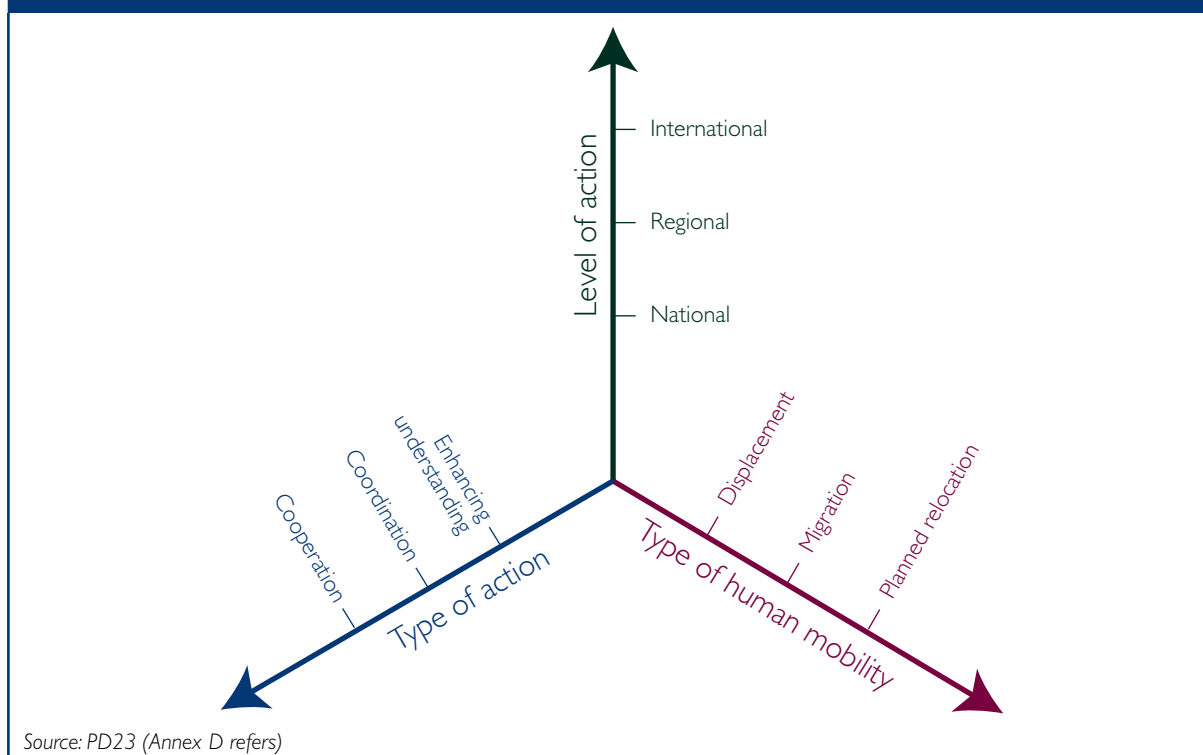 International
Regional
National
Level of action
Enhancing
understanding
Coordination
Cooperation
Type of action
Displacement
Migration
Planned relocation
Type of human mobility
Source: PD23 (Annex D refers)